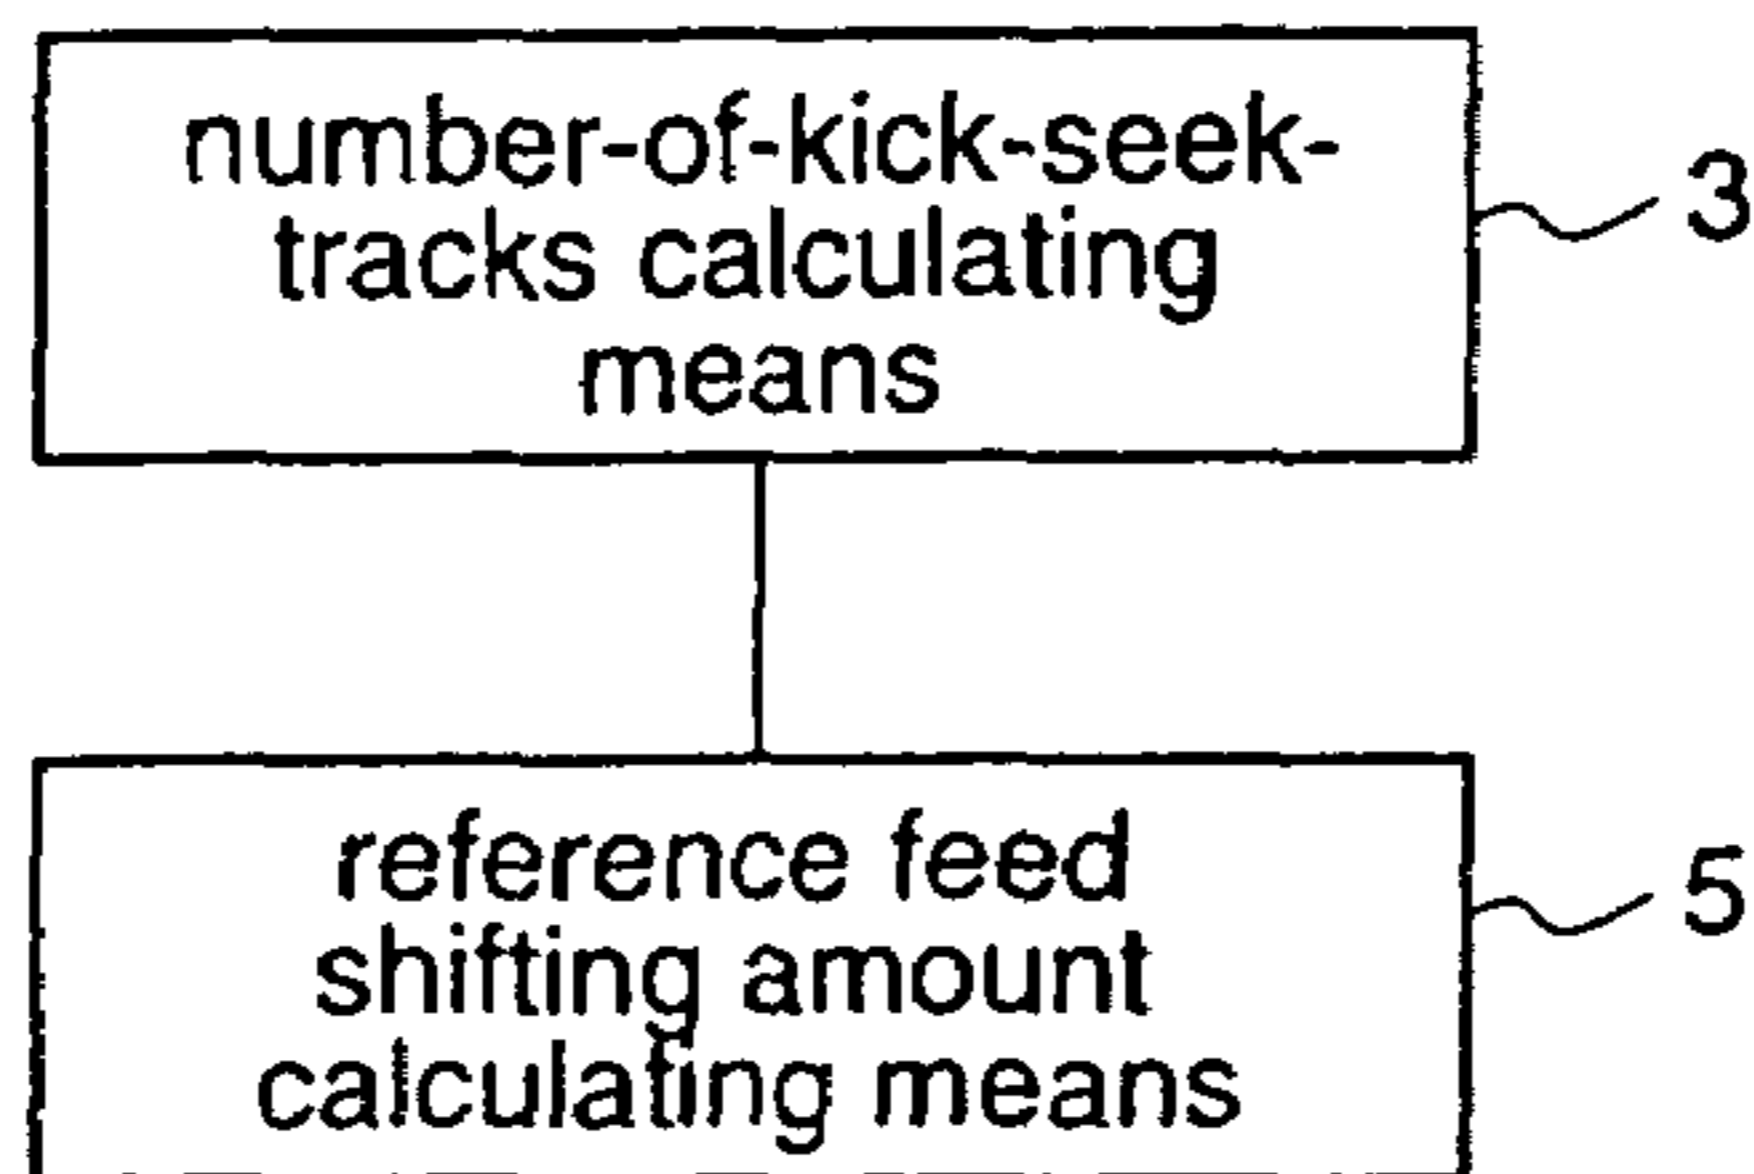 number-of-kick-seek-
tracks calculating
means
3
reference feed
shifting amount
calculating means
5